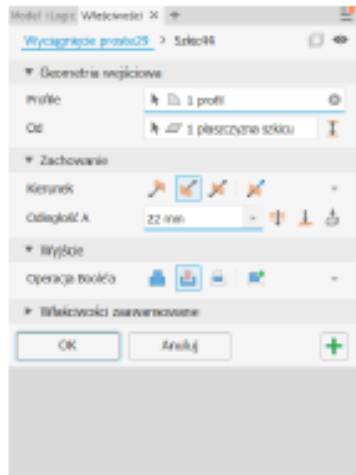 Model iLogic Właściwości × +
Wyciągnięcie proste29 > Szkic44
Geometria wejściowa
Profile 1 profil
Od 1 płaszczyzna szkicu
Zachowanie
Kierunek
Odległość A 22 mm
Wyjście
Operacja Boole'a
Właściwości zaawansowane
OK Anuluj +